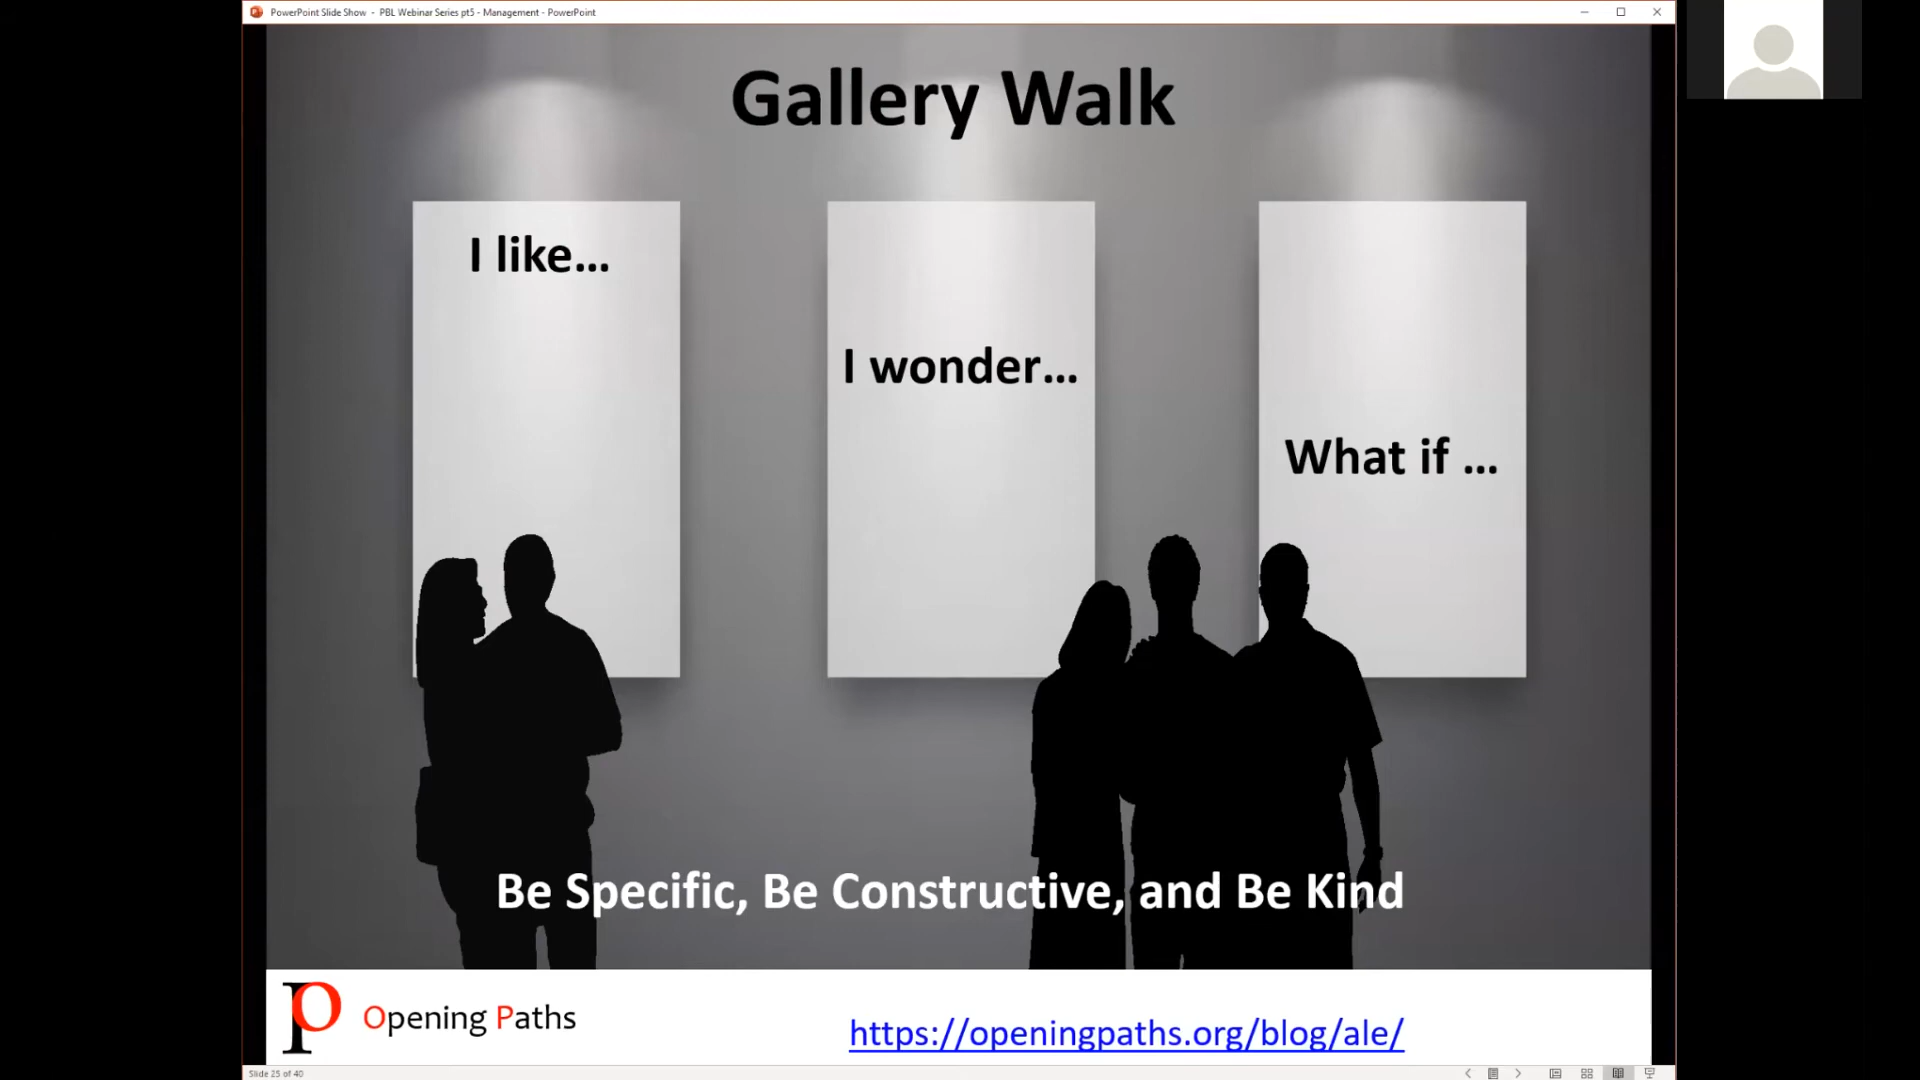 PowerPoint Slide Show - PBL Webinar Series pt5 - Management - PowerPoint
Gallery Walk
I like...
I wonder...
What if ...
Be Specific, Be Constructive, and Be Kind
Opening Paths
https://openingpaths.org/blog/ale/
Slide 25 of 40